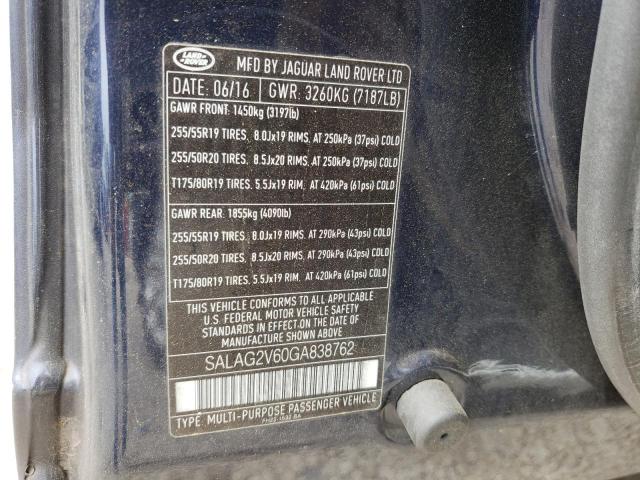 LAND
ROVER
MFD BY JAGUAR LAND ROVER LTD
DATE: 06/16 GWR: 3260KG (7187LB)
GAWR FRONT 1450kg (3197lb)
255/55R19 TIRES, 8.0Jx19 RIMS, AT 250kPa (37psi) COLD
255/50R20 TIRES, 8.5Jx20 RIMS, AT 250kPa (37psi) COLD
T175/80R19 TIRES, 5.5Jx19 RIM, AT 420kPa (61psi) COLD
GAWR REAR. 1855kg (4090lb)
255/55R19 TIRES, 8.0Jx19 RIMS, AT 290kPa (43psi) COLD
255/50R20 TIRES, 8.5Jx20 RIMS, AT 290kPa (43psi) COLD
T175/80R19 TIRES, 5.5Jx19 RIM, AT 420kPa (61psi) COLD
THIS VEHICLE CONFORMS TO ALL APPLICABLE
U.S. FEDERAL MOTOR VEHICLE SAFETY
STANDARDS IN EFFECT ON THE DATE OF
MANUFACTURE SHOWN ABOVE
SALAG2V60GA838762
TYPE: MULTI-PURPOSE PASSENGER VEHICLE